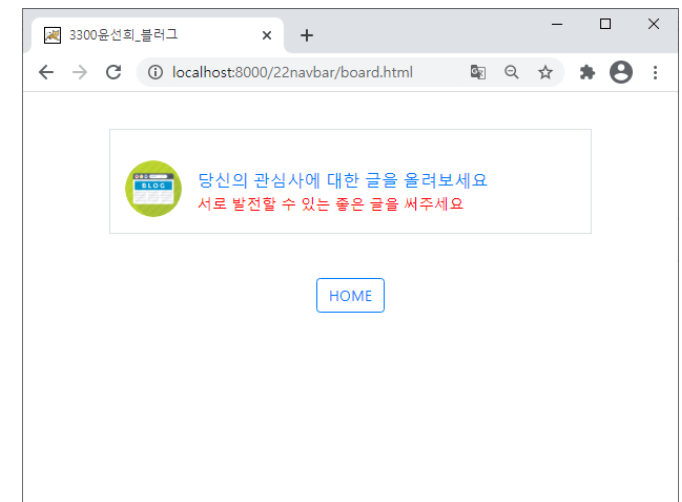 3300윤선희_블러그
localhost:8000/22navbar/board.html
BLOG
당신의 관심사에 대한 글을 올려보세요
서로 발전할 수 있는 좋은 글을 써주세요
HOME